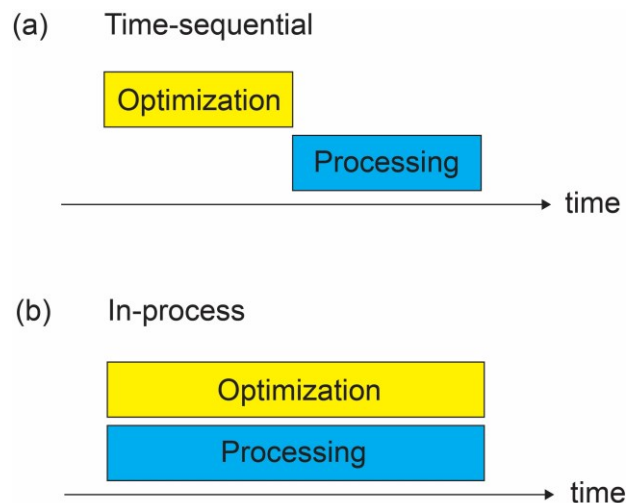 (a) Time-sequential
Optimization
Processing
time
(b) In-process
Optimization
Processing
time